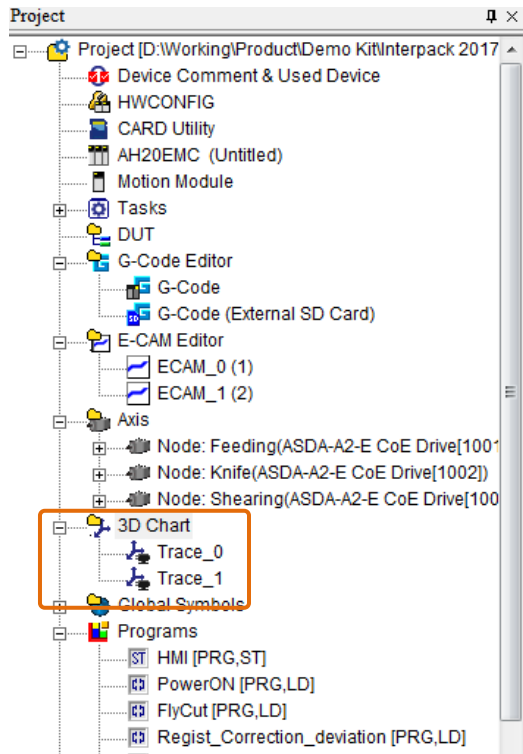 Project
Project [D:\Working\Product\Demo Kit\Interpack 2017
Device Comment & Used Device
HWCONFIG
CARD Utility
AH20EMC (Untitled)
Motion Module
Tasks
DUT
G-Code Editor
G-Code
SD G-Code (External SD Card)
E-CAM Editor
ECAM_0 (1)
ECAM_1 (2)
Axis
Node: Feeding(ASDA-A2-E CoE Drive[1001
Node: Knife(ASDA-A2-E CoE Drive[1002])
Node: Shearing(ASDA-A2-E CoE Drive[100
3D Chart
Trace_0
Trace_1
Global Symbols
Programs
ST HMI [PRG,ST]
PowerON [PRG,LD]
FlyCut [PRG,LD]
Regist_Correction_deviation [PRG,LD]